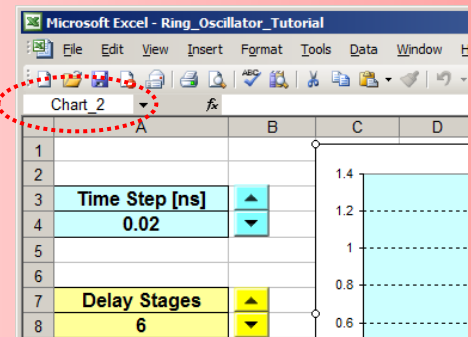 Microsoft Excel - Ring_Oscillator_Tutorial
File Edit View Insert Format Tools Data Window H
ABC
Chart_2 fx
A B C D
1
2
3 Time Step [ns]
4 0.02
5
6
7 Delay Stages
8 6
1.4
1.2
1
0.8
0.6